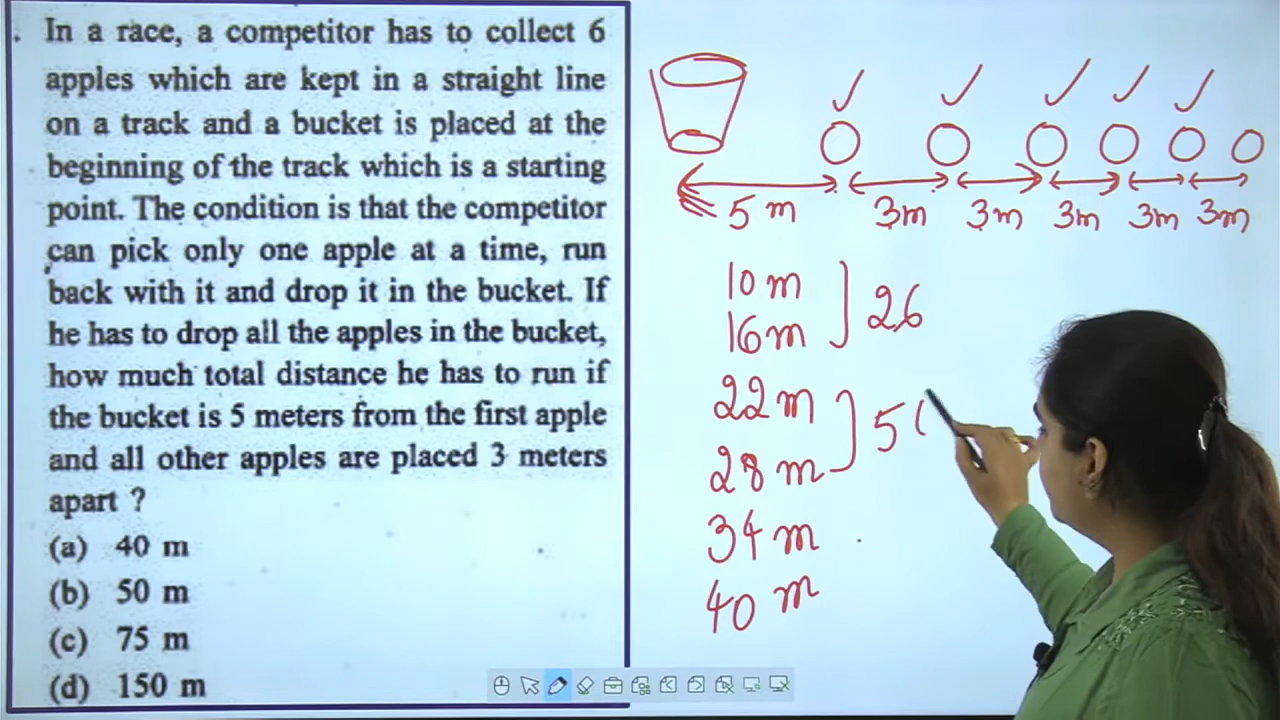 . In a race, a competitor has to collect 6
apples which are kept in a straight line
on a track and a bucket is placed at the
beginning of the track which is a starting
point. The condition is that the competitor
can pick only one apple at a time, run
back with it and drop it in the bucket. If
he has to drop all the apples in the bucket,
how much total distance he has to run if
the bucket is 5 meters from the first apple
and all other apples are placed 3 meters
apart ?
(a) 40 m
(b) 50 m
(c) 75 m
(d) 150 m
5 m 3m 3m 3m 3m 3m
10 m
16 m ] 26
22 m
28 m ] 5(
34 m
40 m